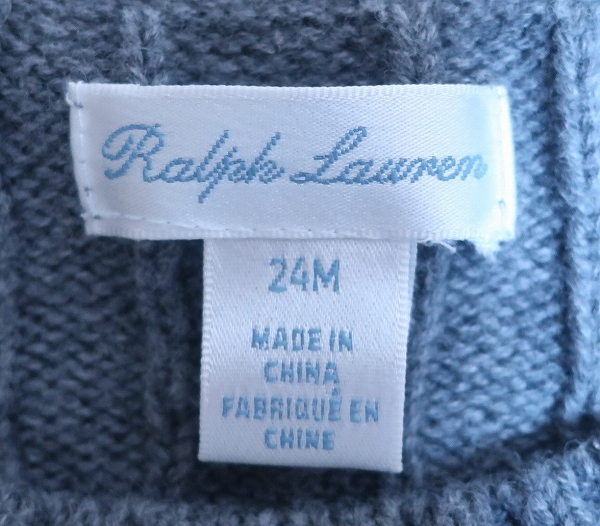 Ralph Lauren
24M
MADE IN
CHINA
FABRIQUÉ EN
CHINE